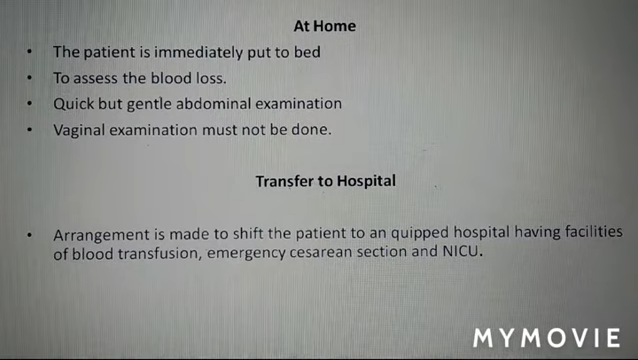 At Home
• The patient is immediately put to bed
• To assess the blood loss.
• Quick but gentle abdominal examination
• Vaginal examination must not be done.
Transfer to Hospital
• Arrangement is made to shift the patient to an quipped hospital having facilities
of blood transfusion, emergency cesarean section and NICU.
MYMOVIE